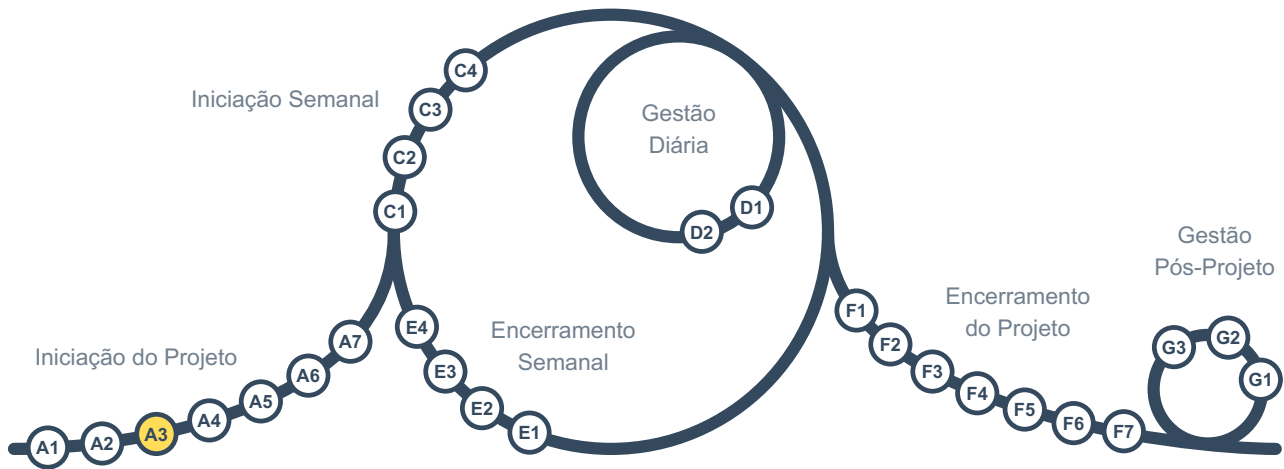 Iniciação do Projeto
A1
A2
A3
A4
A5
A6
A7
Iniciação Semanal
C1
C2
C3
C4
Gestão
Diária
D1
D2
Encerramento
Semanal
E1
E2
E3
E4
Encerramento
do Projeto
F1
F2
F3
F4
F5
F6
F7
Gestão
Pós-Projeto
G1
G2
G3